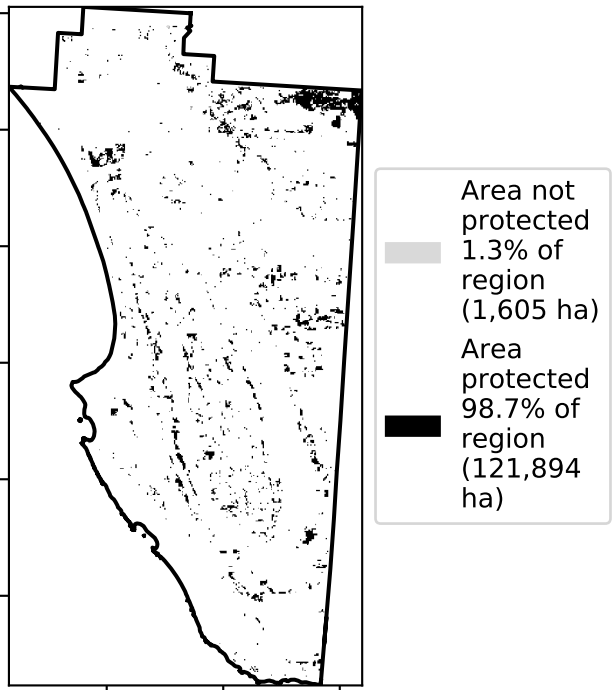 Area not
protected
1.3% of
region
(1,605 ha)
Area
protected
98.7% of
region
(121,894
ha)